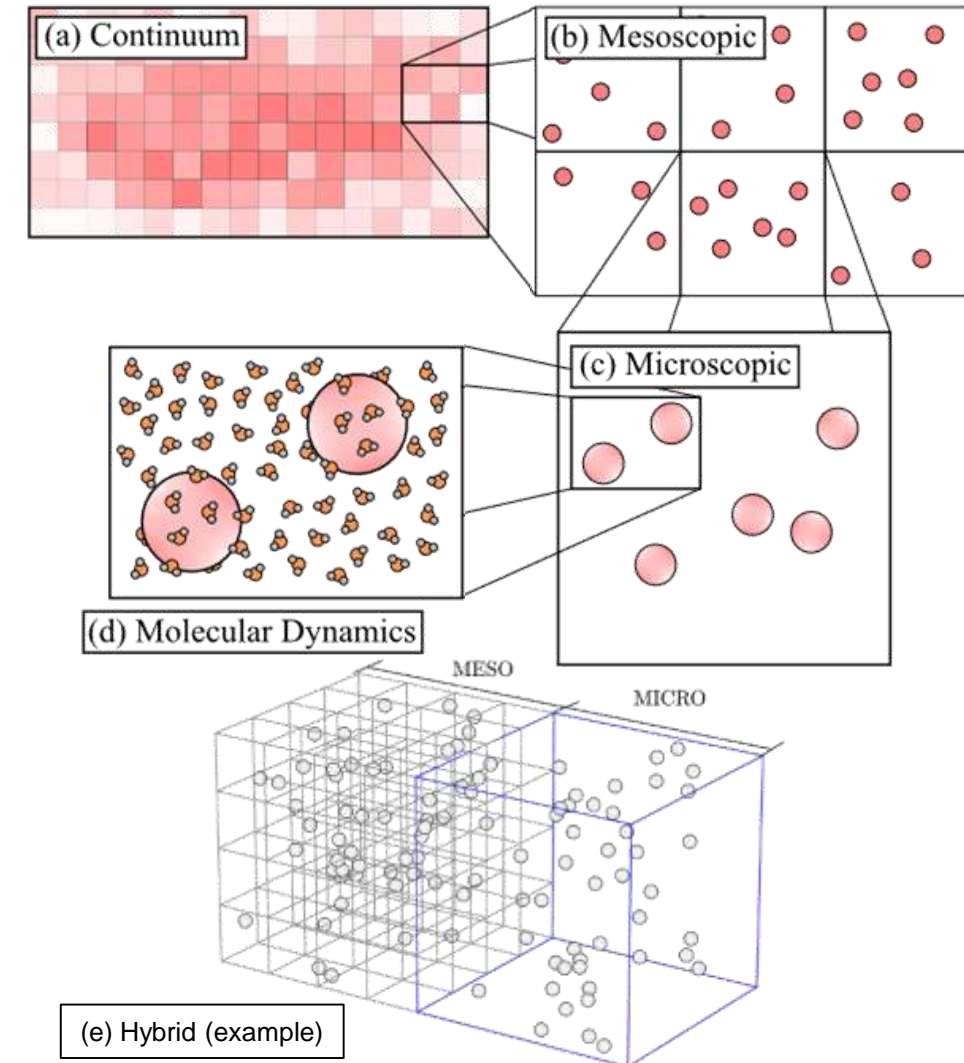 (a) Continuum
(b) Mesoscopic
(c) Microscopic
(d) Molecular Dynamics
MESO
MICRO
(e) Hybrid (example)